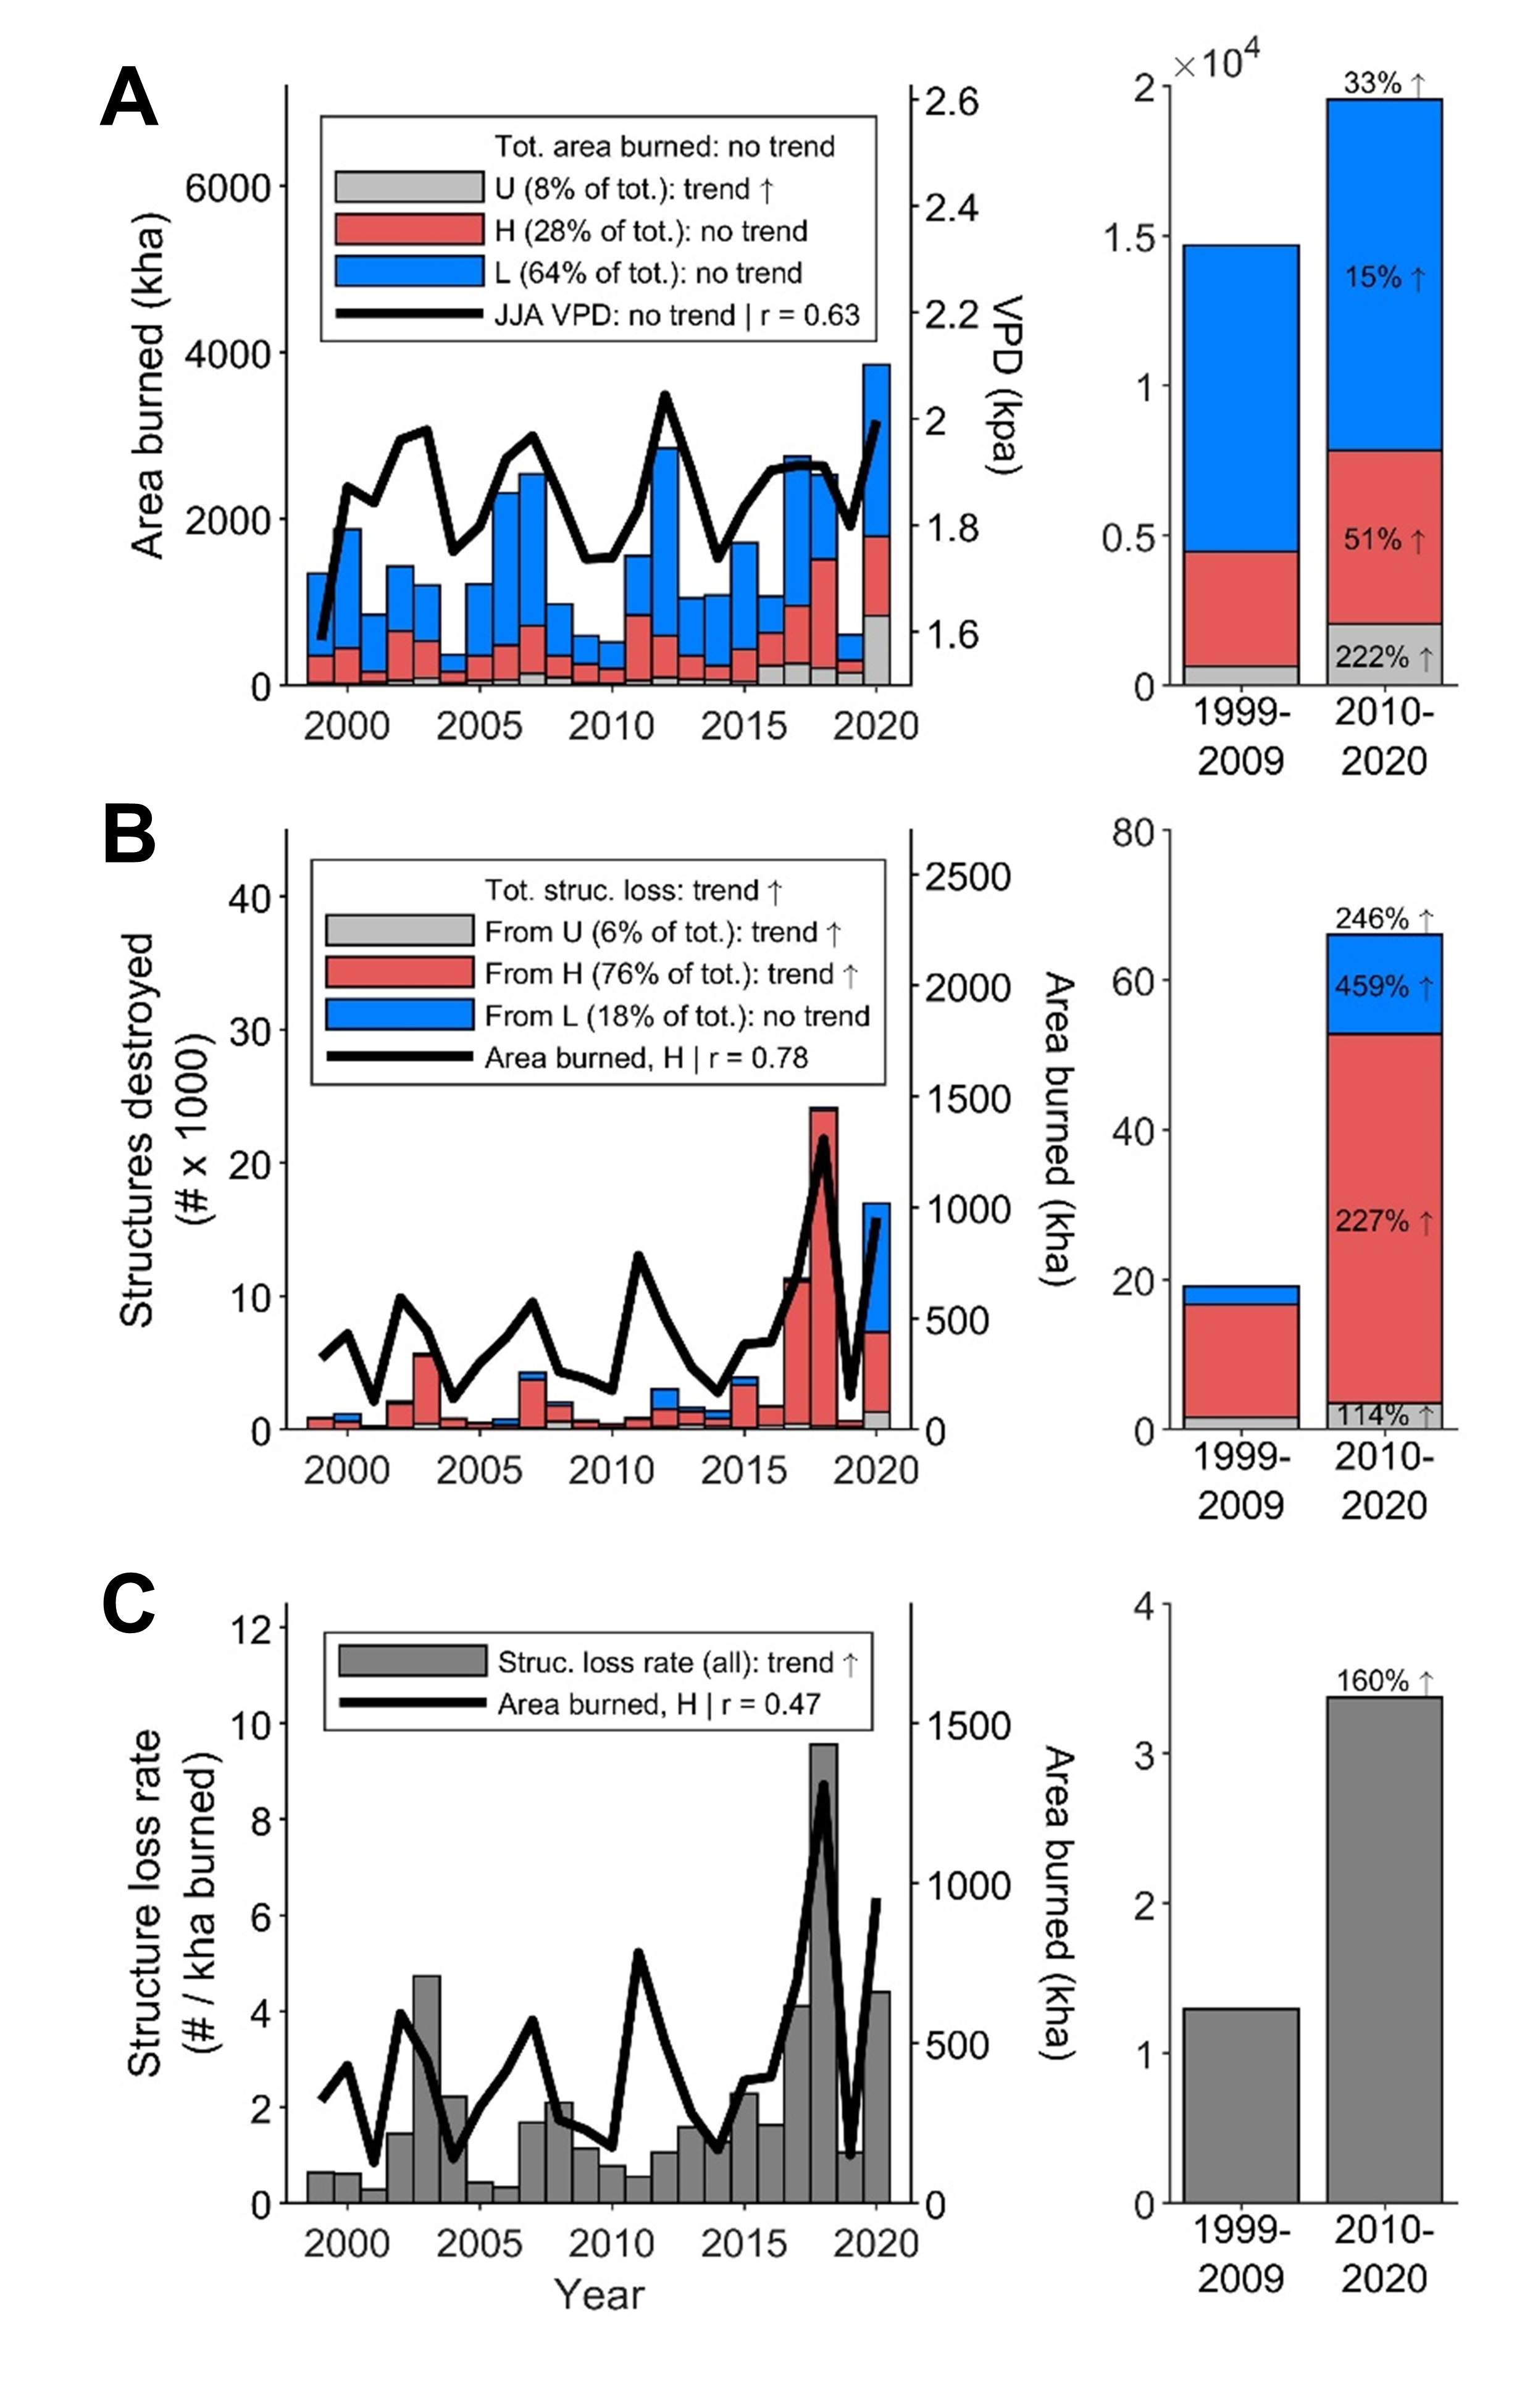 A
Area burned (kha)
6000
4000
2000
0
Tot. area burned: no trend
U (8% of tot.): trend ↑
H (28% of tot.): no trend
L (64% of tot.): no trend
JJA VPD: no trend | r = 0.63
2.6
2.4
2.2
2
1.8
1.6
VPD (kpa)
2000 2005 2010 2015 2020
×10⁴
2
1.5
1
0.5
0
33% ↑
15% ↑
51% ↑
222% ↑
1999-
2009
2010-
2020
B
Structures destroyed
(# x 1000)
40
30
20
10
0
Tot. struc. loss: trend ↑
From U (6% of tot.): trend ↑
From H (76% of tot.): trend ↑
From L (18% of tot.): no trend
Area burned, H | r = 0.78
2500
2000
1500
1000
500
0
Area burned (kha)
2000 2005 2010 2015 2020
80
60
40
20
0
246% ↑
459% ↑
227% ↑
114% ↑
1999-
2009
2010-
2020
C
Structure loss rate
(# / kha burned)
12
10
8
6
4
2
0
Struc. loss rate (all): trend ↑
Area burned, H | r = 0.47
1500
1000
500
0
Area burned (kha)
2000 2005 2010 2015 2020
Year
4
3
2
1
0
160% ↑
1999-
2009
2010-
2020